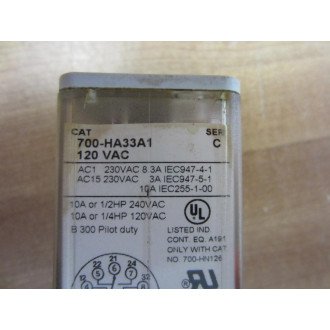 CAT SER
700-HA33A1 C
120 VAC
AC1 230VAC 8 3A IEC947-4-1
AC15 230VAC 3A IEC947-5-1
10A IEC255-1-00
10A or 1/2HP 240VAC
10A or 1/4HP 120VAC
B 300 Pilot duty
UL
LISTED IND.
CONT. EQ. A191
ONLY WITH CAT
NO. 700-HN126
22 21